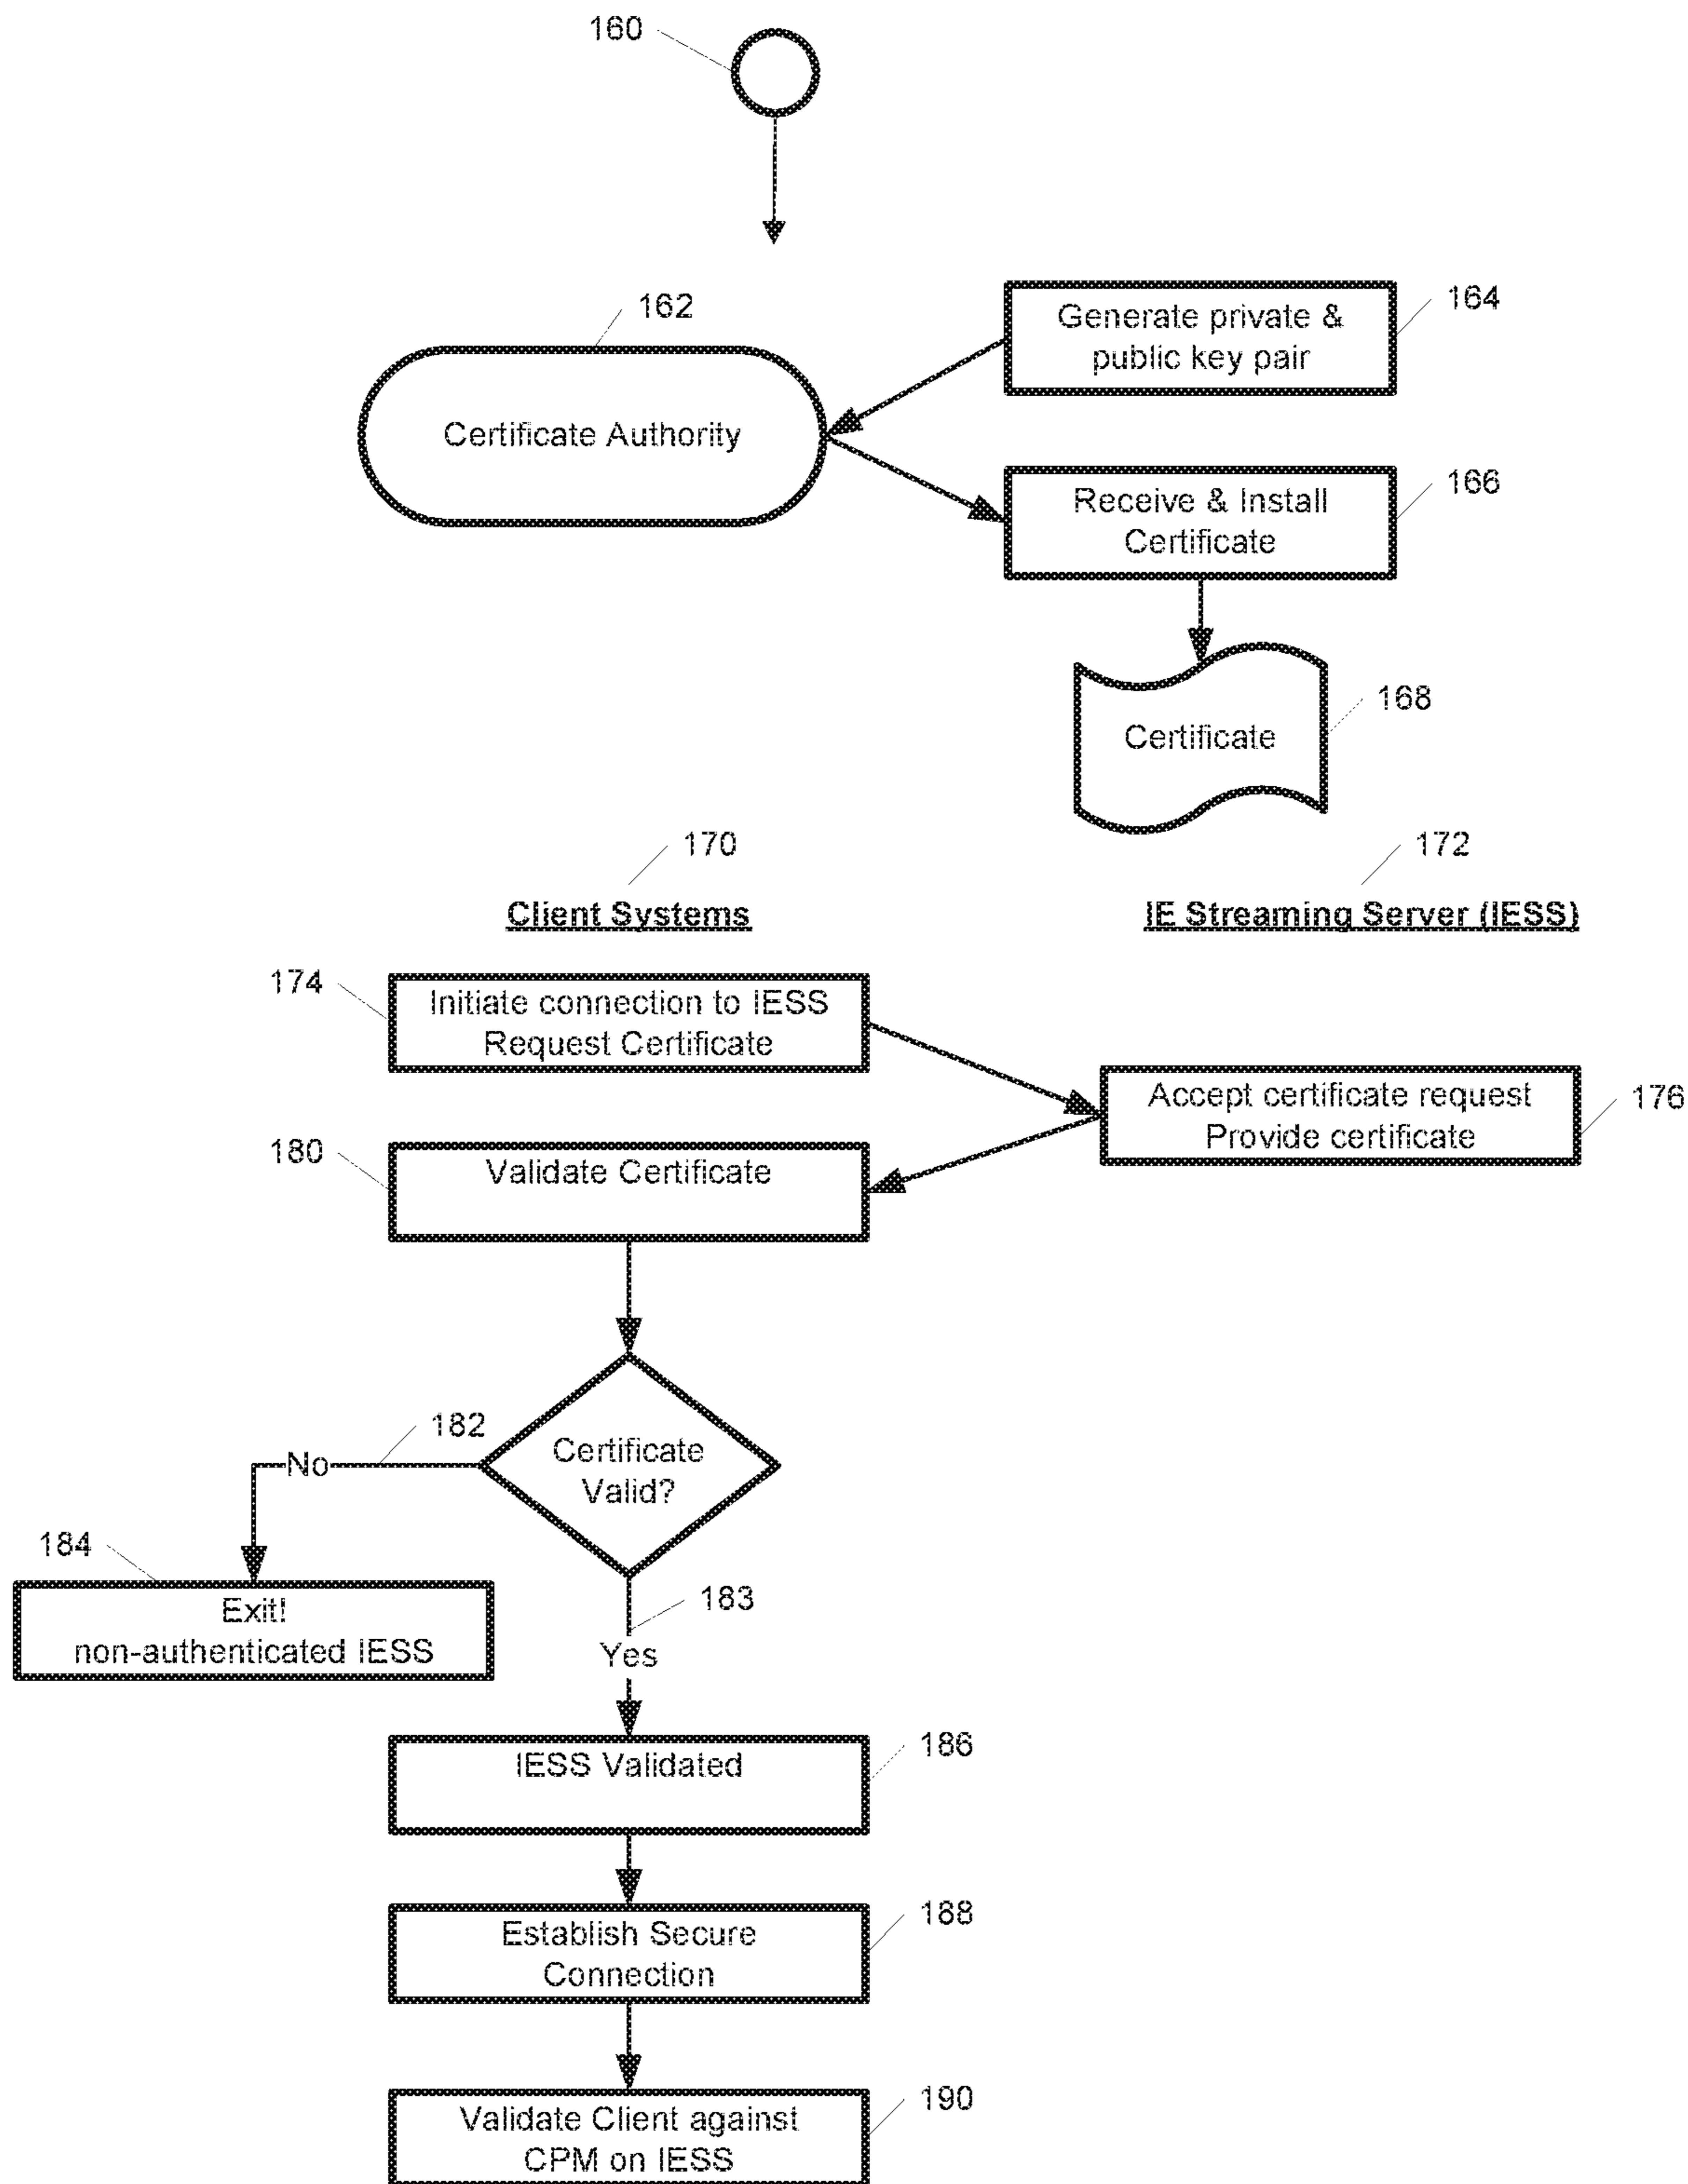 160
162
Generate private &
public key pair
164
Certificate Authority
Receive & Install
Certificate
166
Certificate
168
170
172
Client Systems
IE Streaming Server (IESS)
174
Initiate connection to IESS
Request Certificate
Accept certificate request
Provide certificate
176
180
Validate Certificate
182
Certificate
Valid?
No
184
Exit!
non-authenticated IESS
183
Yes
IESS Validated
186
Establish Secure
Connection
188
Validate Client against
CPM on IESS
190